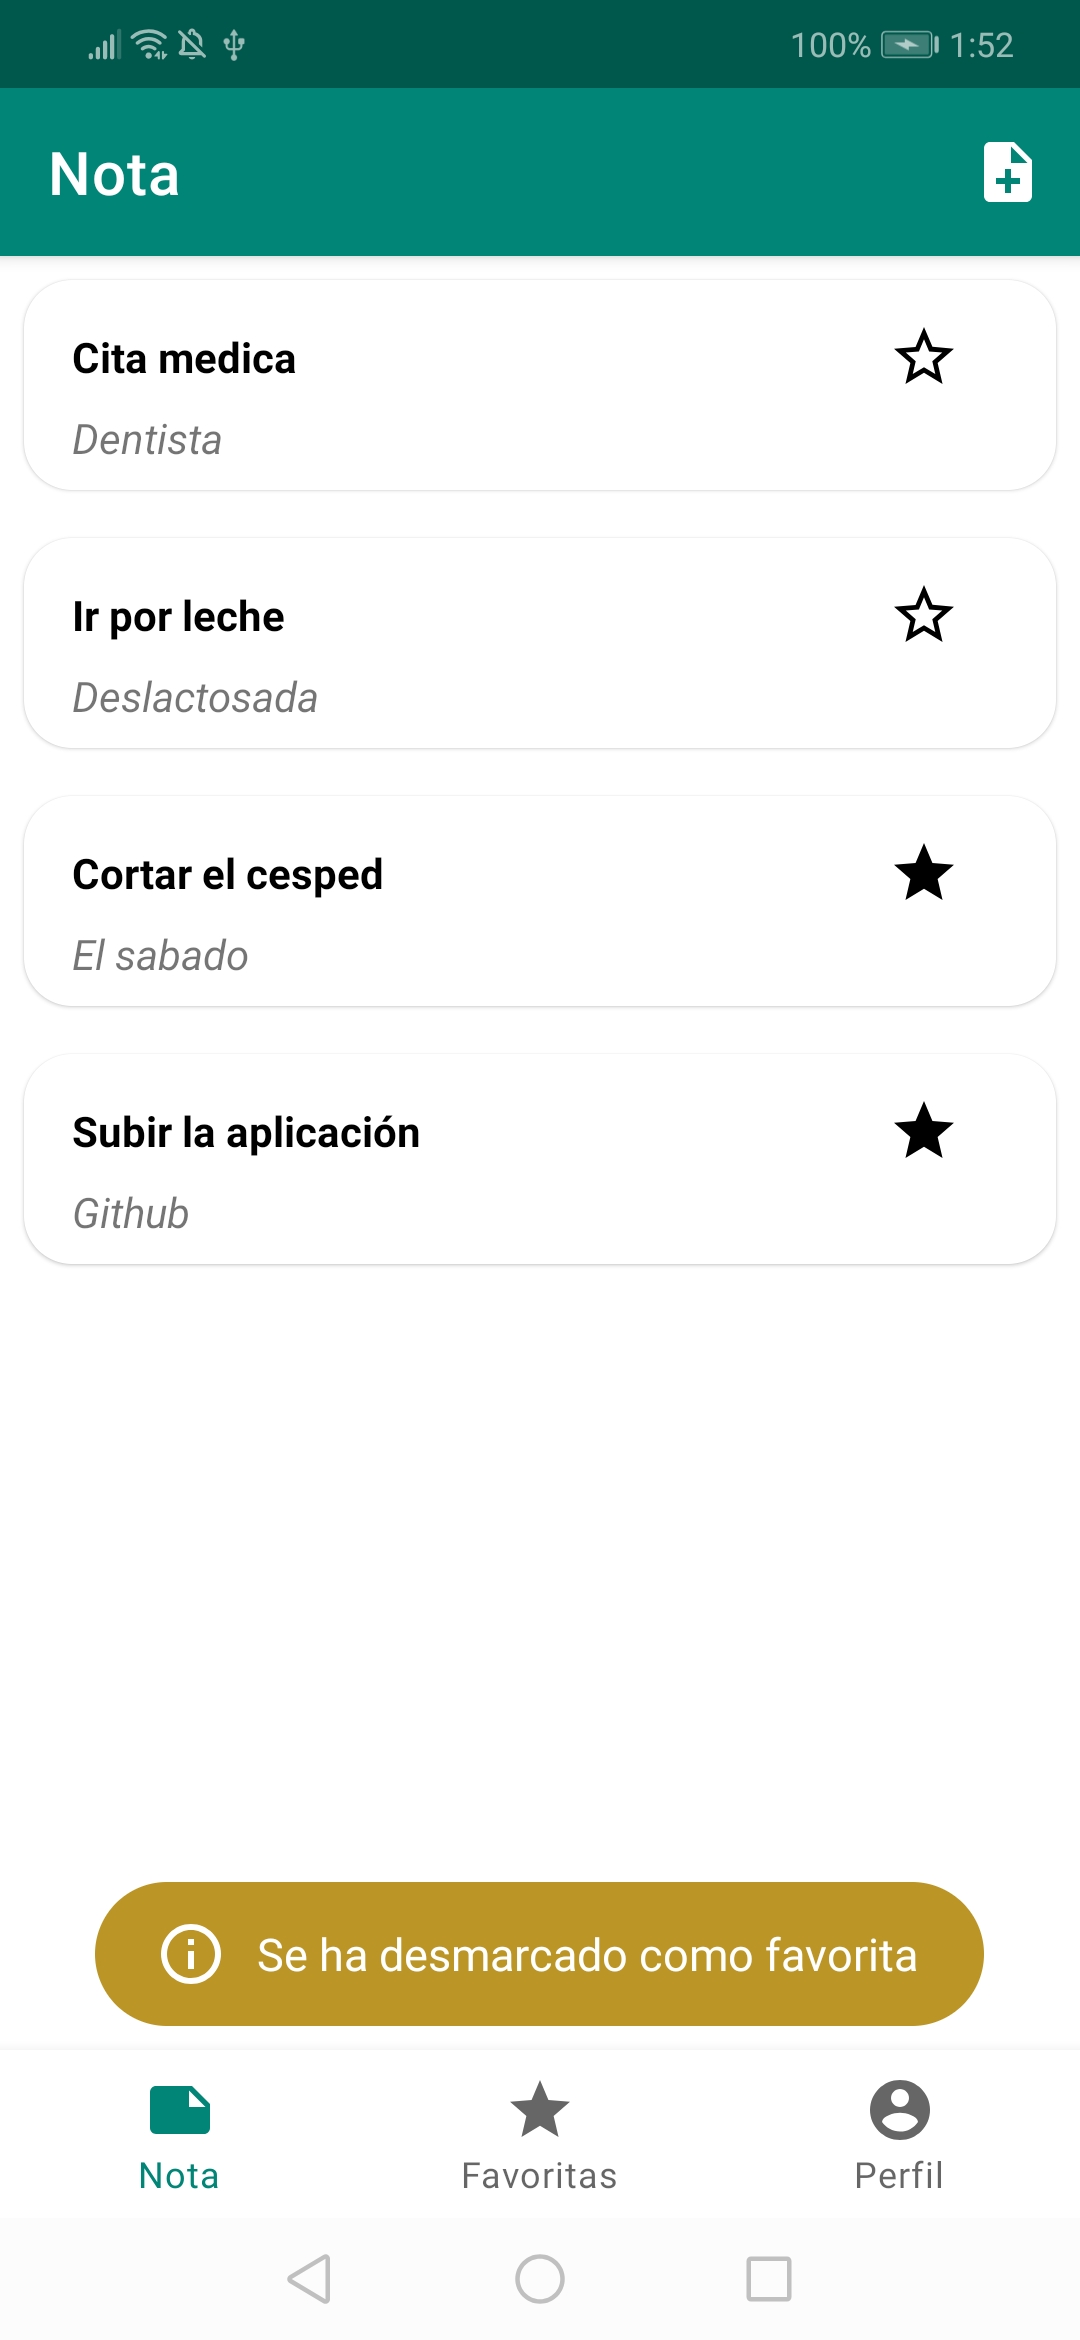 100% 1:52
Nota
Cita medica
Dentista
Ir por leche
Deslactosada
Cortar el cesped
El sabado
Subir la aplicación
Github
Se ha desmarcado como favorita
Nota Favoritas Perfil